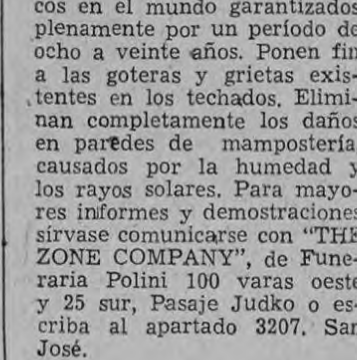 cos en el mundo garantizados
plenamente por un período de
ocho a veinte años. Ponen fin
a las goteras y grietas exis-
tentes en los techados. Elimi-
nan completamente los daños
en paredes de mampostería
causados por la humedad y
los rayos solares. Para mayo-
res informes y demostraciones
sírvase comunicarse con "THE
ZONE COMPANY", de Fune-
raria Polini 100 varas oeste
y 25 sur, Pasaje Judko o es-
criba al apartado 3207. San
José.